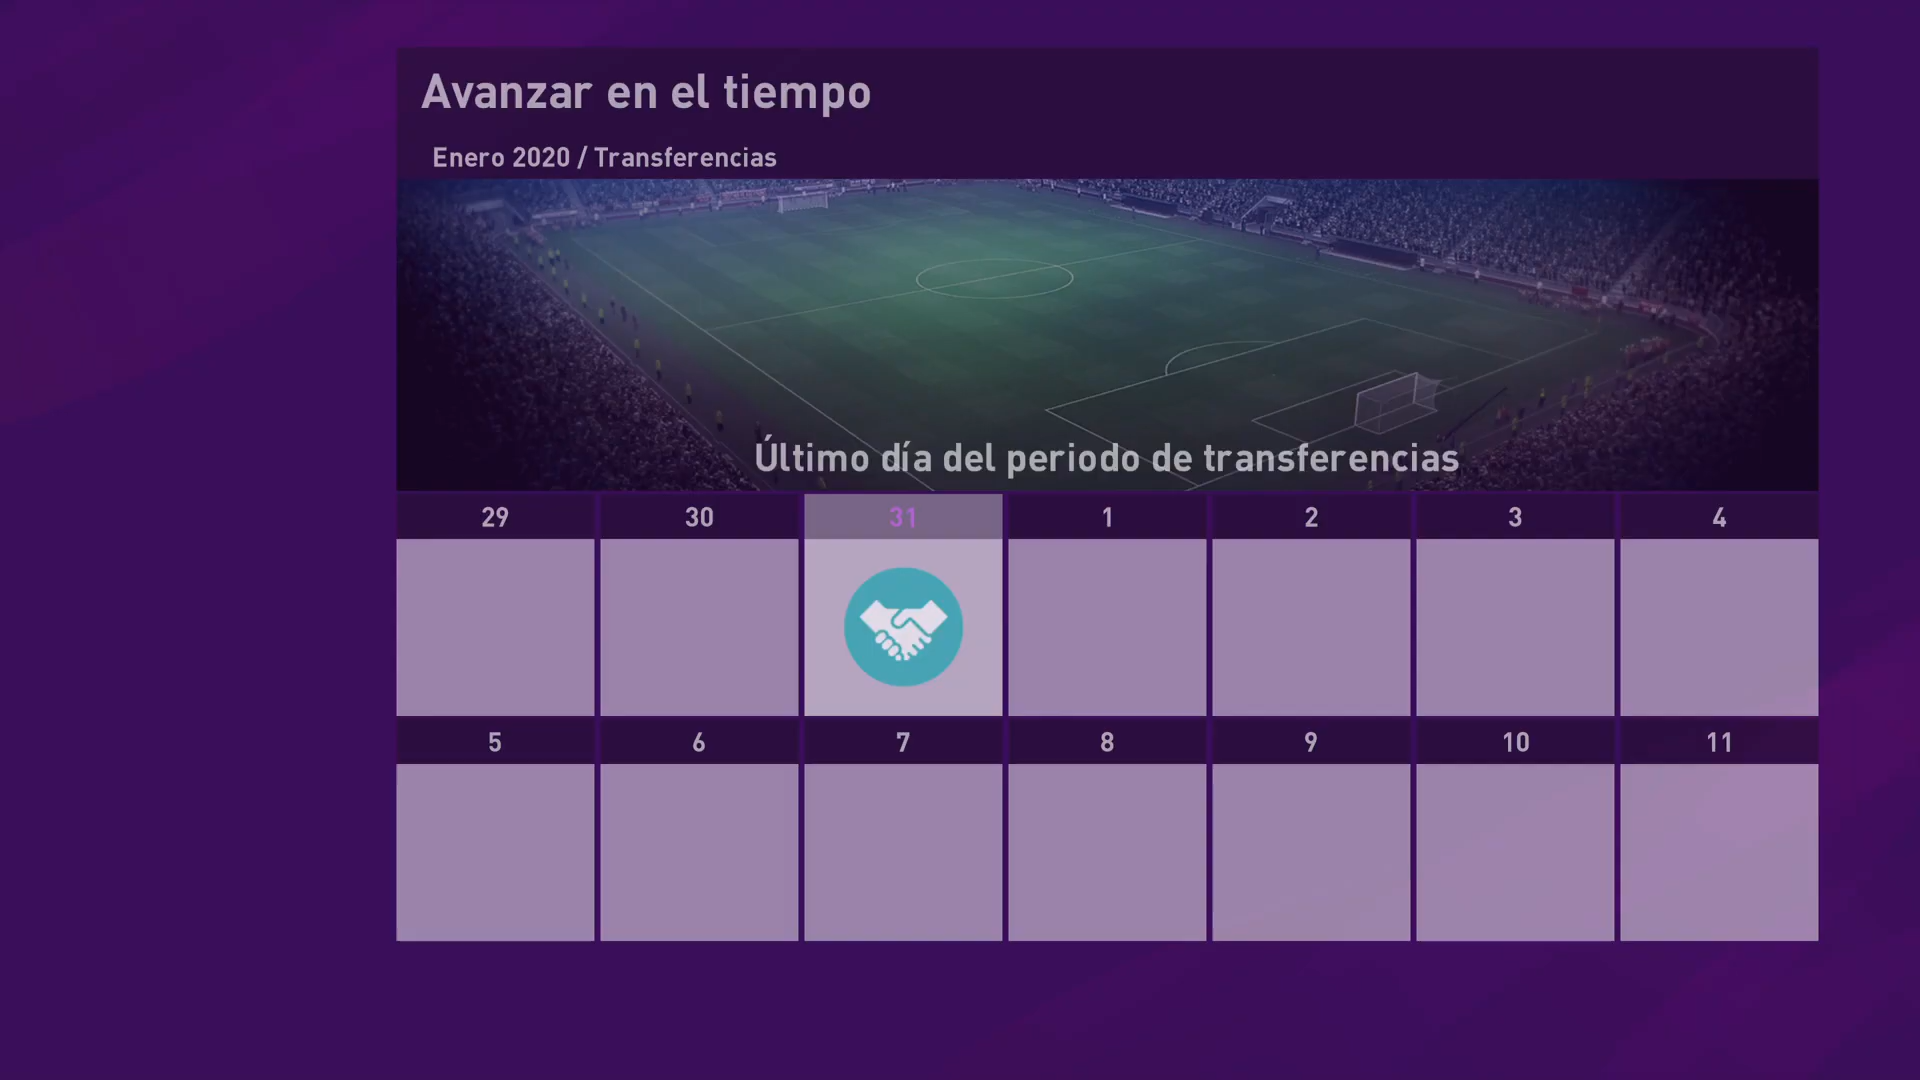 Avanzar en el tiempo
Enero 2020 / Transferencias
Último día del periodo de transferencias
29 30 31 1 2 3 4
5 6 7 8 9 10 11